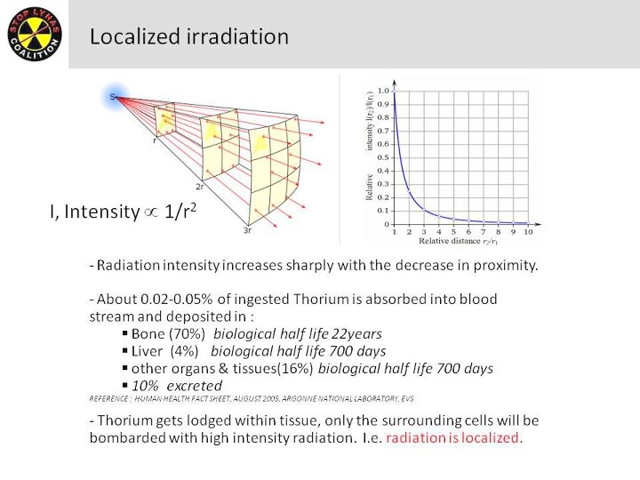 STOP LYNAS
COALITION
Localized irradiation
S
r
2r
3r
I, Intensity ∝ 1/r²
Relative intensity I(r₂)/I(r₁)
1.0
0.9
0.8
0.7
0.6
0.5
0.4
0.3
0.2
0.1
0
1 2 3 4 5 6 7 8 9 10
Relative distance r₂/r₁
- Radiation intensity increases sharply with the decrease in proximity.
- About 0.02-0.05% of ingested Thorium is absorbed into blood
stream and deposited in :
▪ Bone (70%) biological half life 22years
▪ Liver (4%) biological half life 700 days
▪ other organs & tissues(16%) biological half life 700 days
▪ 10% excreted
REFERENCE : HUMAN HEALTH FACT SHEET, AUGUST 2005, ARGONNE NATIONAL LABORATORY, EVS
- Thorium gets lodged within tissue, only the surrounding cells will be
bombarded with high intensity radiation. I.e. radiation is localized.